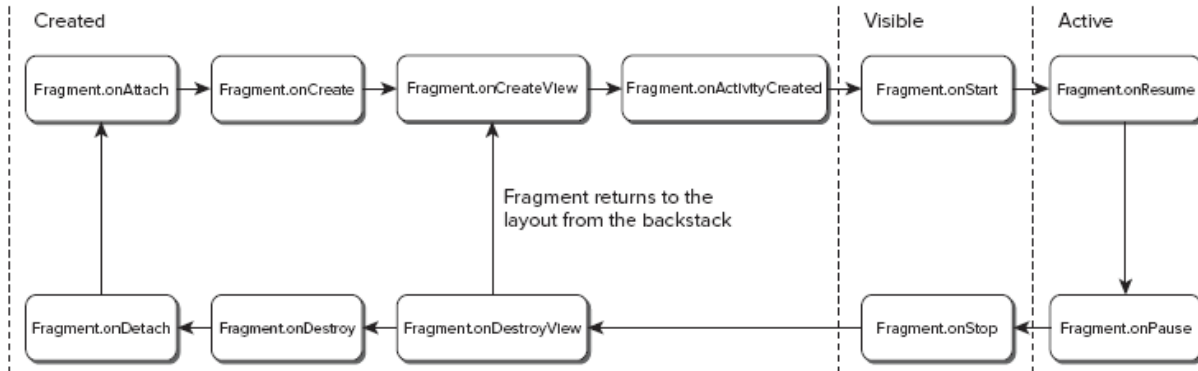 Created
Visible
Active
Fragment.onAttach
Fragment.onCreate
Fragment.onCreateView
Fragment.onActivityCreated
Fragment.onStart
Fragment.onResume
Fragment returns to the
layout from the backstack
Fragment.onDetach
Fragment.onDestroy
Fragment.onDestroyView
Fragment.onStop
Fragment.onPause